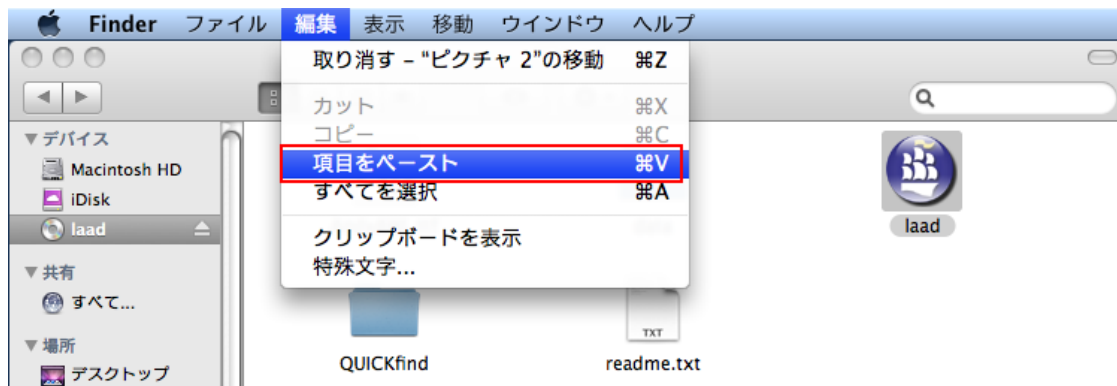 Finder ファイル 編集 表示 移動 ウインドウ ヘルプ
取り消す – “ピクチャ 2”の移動 ⌘Z
カット ⌘X
コピー ⌘C
項目をペースト ⌘V
すべてを選択 ⌘A
クリップボードを表示
特殊文字...
デバイス
Macintosh HD
iDisk
laad
共有
すべて...
場所
デスクトップ
laad
QUICKfind
TXT
readme.txt